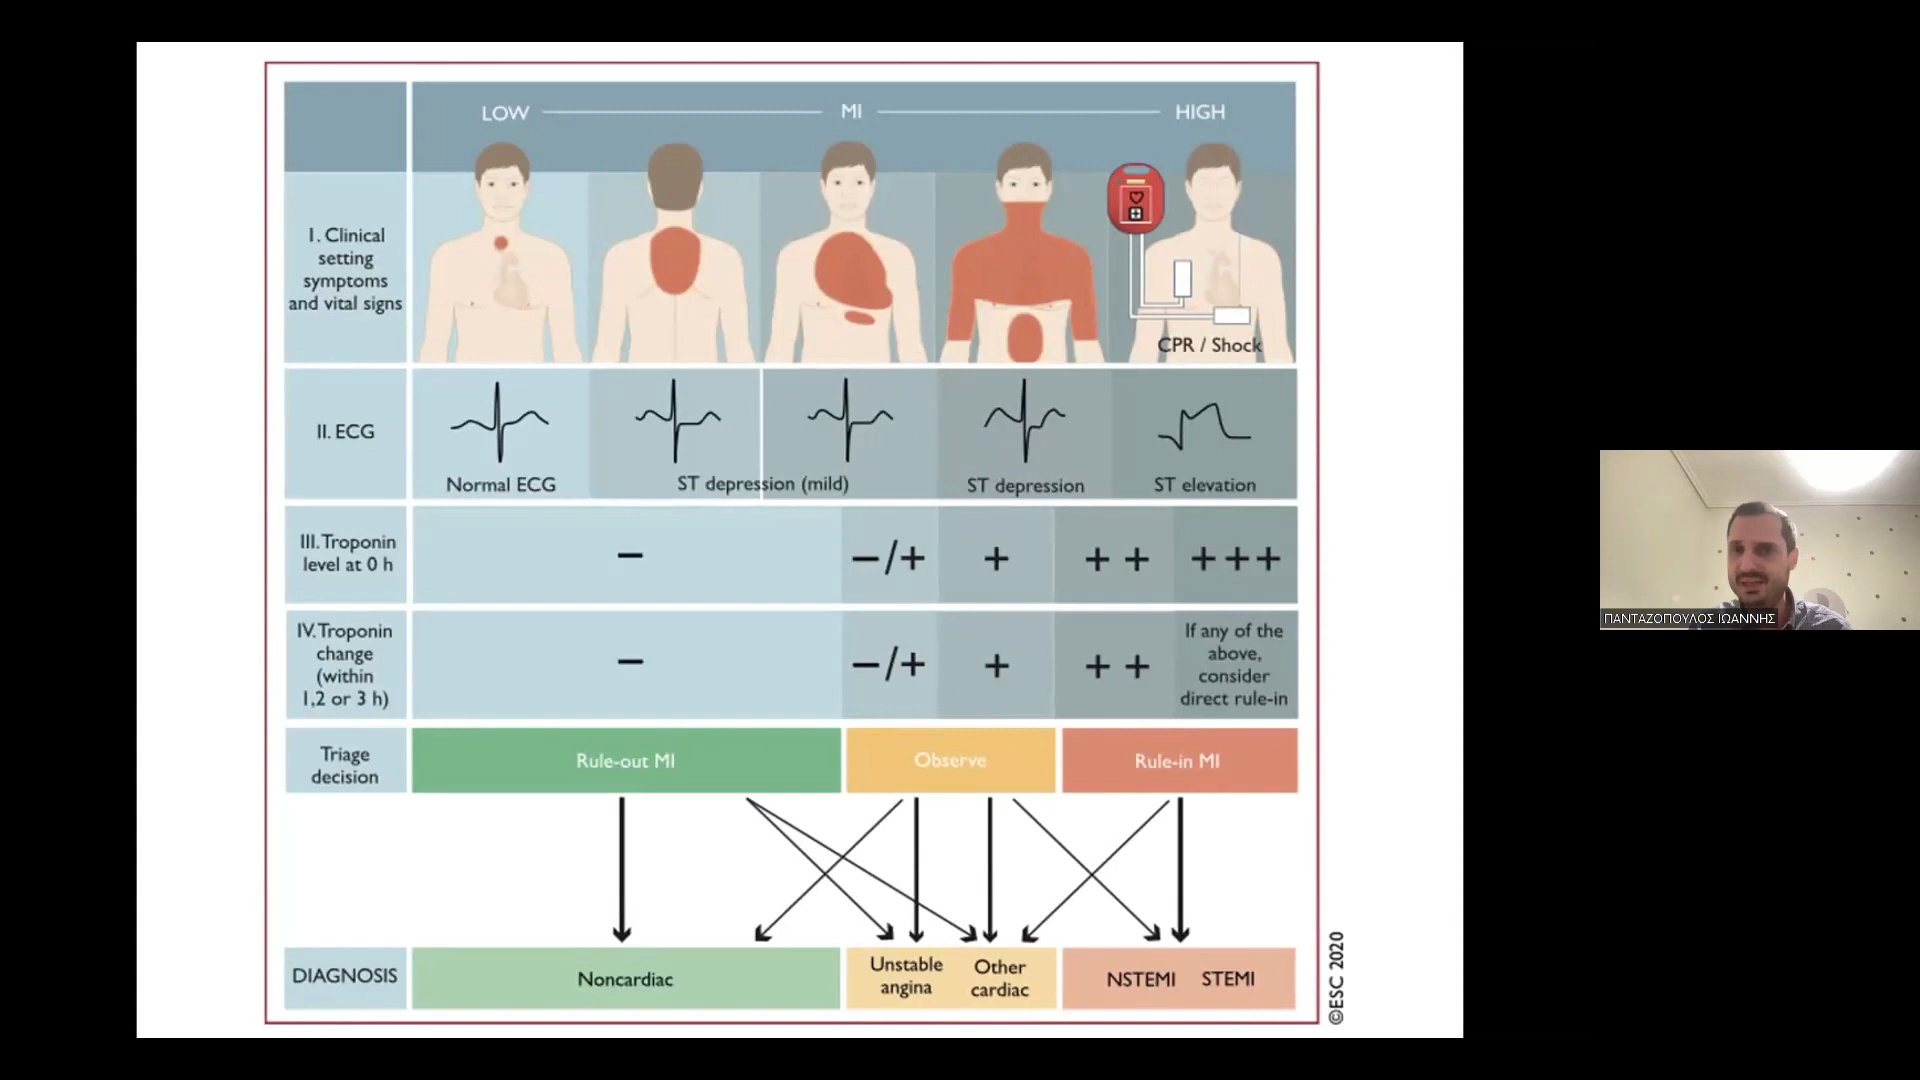 LOW
MI
HIGH
I. Clinical
setting
symptoms
and vital signs
CPR / Shock
II. ECG
Normal ECG
ST depression (mild)
ST depression
ST elevation
III. Troponin
level at 0 h
−
−/+
+
+ +
+++
IV. Troponin
change
(within
1,2 or 3 h)
−
−/+
+
+ +
If any of the
above,
consider
direct rule-in
Triage
decision
Rule-out MI
Observe
Rule-in MI
DIAGNOSIS
Noncardiac
Unstable
angina
Other
cardiac
NSTEMI
STEMI
©ESC 2020
ΠΑΝΤΑΖΟΠΟΥΛΟΣ ΙΩΑΝΝΗΣ